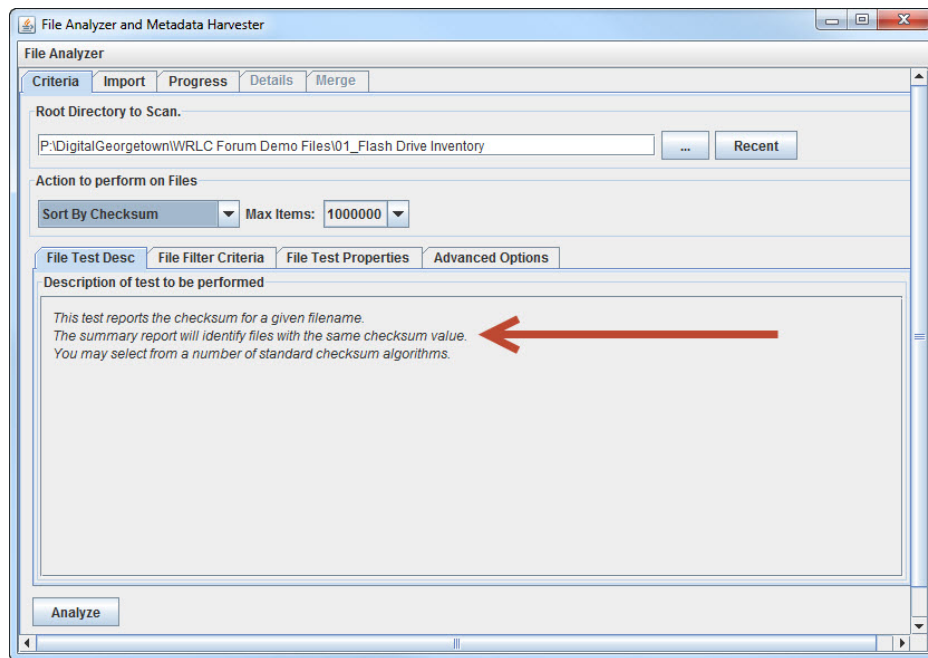 File Analyzer and Metadata Harvester
File Analyzer
Criteria Import Progress Details Merge
Root Directory to Scan.
P:\DigitalGeorgetown\WRLC Forum Demo Files\01_Flash Drive Inventory ... Recent
Action to perform on Files
Sort By Checksum Max Items: 1000000
File Test Desc File Filter Criteria File Test Properties Advanced Options
Description of test to be performed
This test reports the checksum for a given filename.
The summary report will identify files with the same checksum value.
You may select from a number of standard checksum algorithms.
Analyze